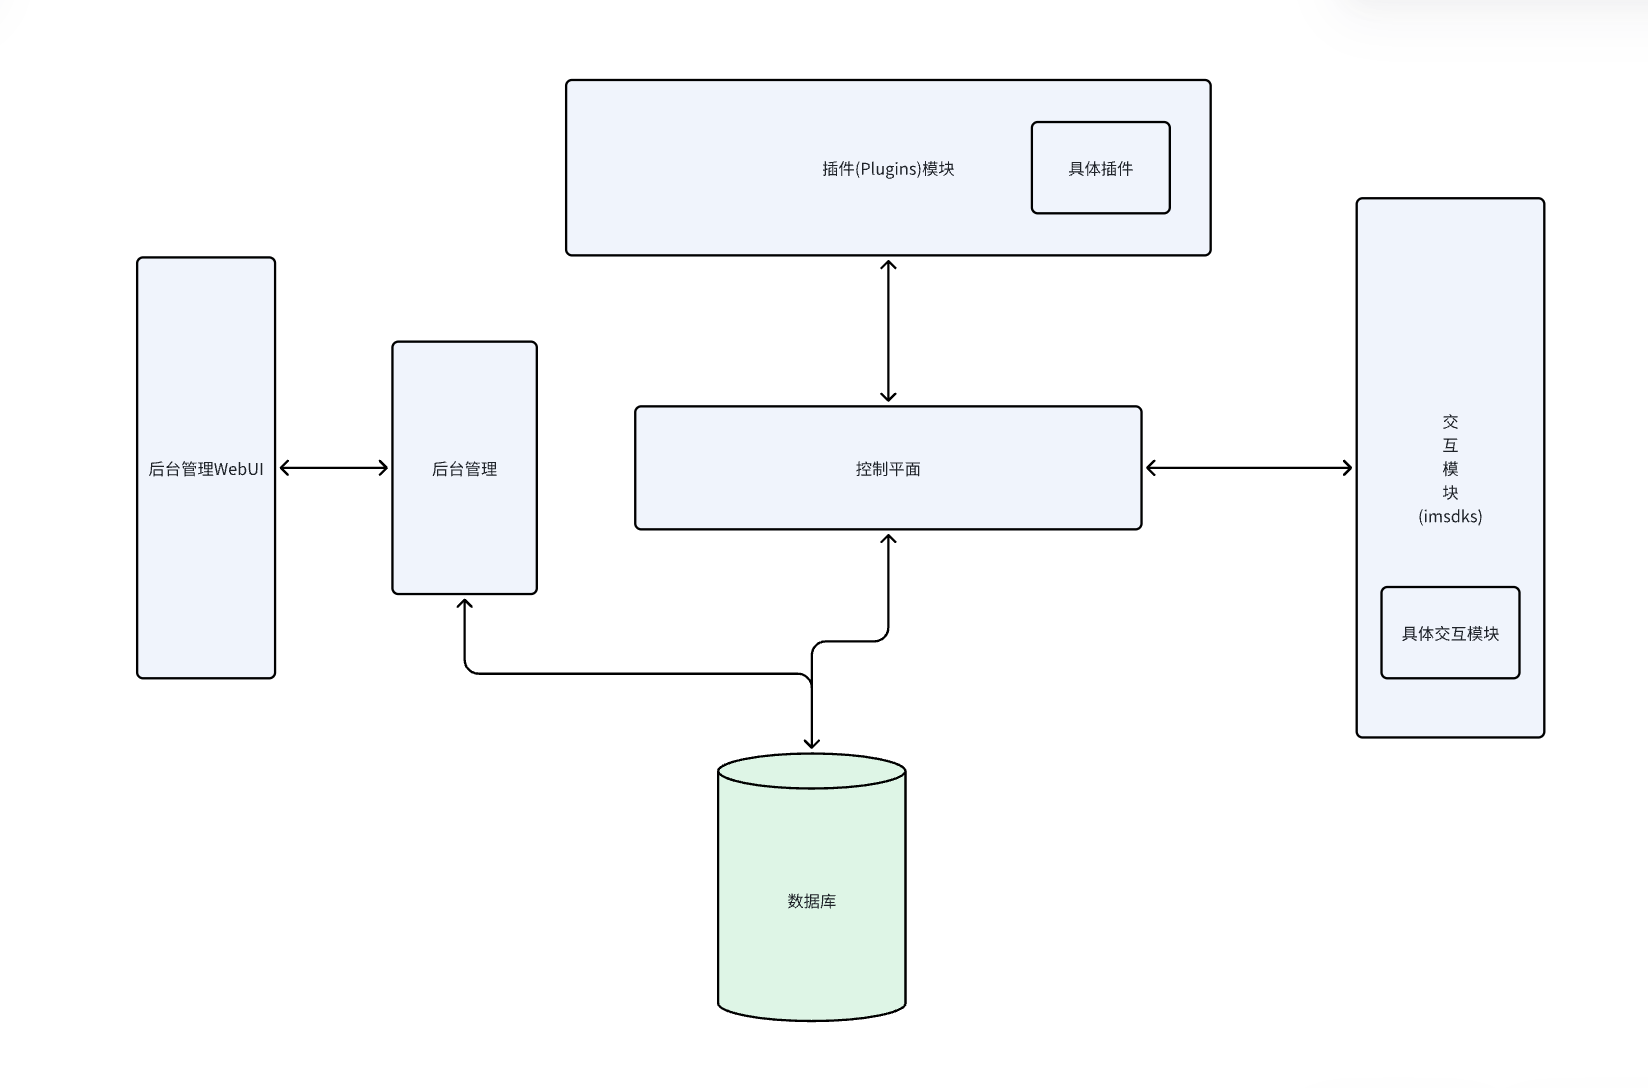 插件(Plugins)模块
具体插件
后台管理WebUI
后台管理
控制平面
交
互
模
块
(imsdks)
具体交互模块
数据库